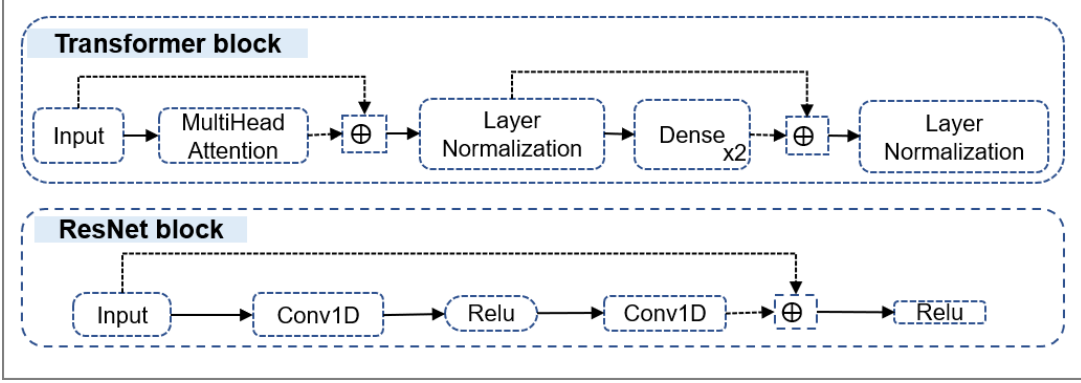 Transformer block
Input
MultiHead
Attention
⊕
Layer
Normalization
Dense
x2
⊕
Layer
Normalization
ResNet block
Input
Conv1D
Relu
Conv1D
⊕
Relu